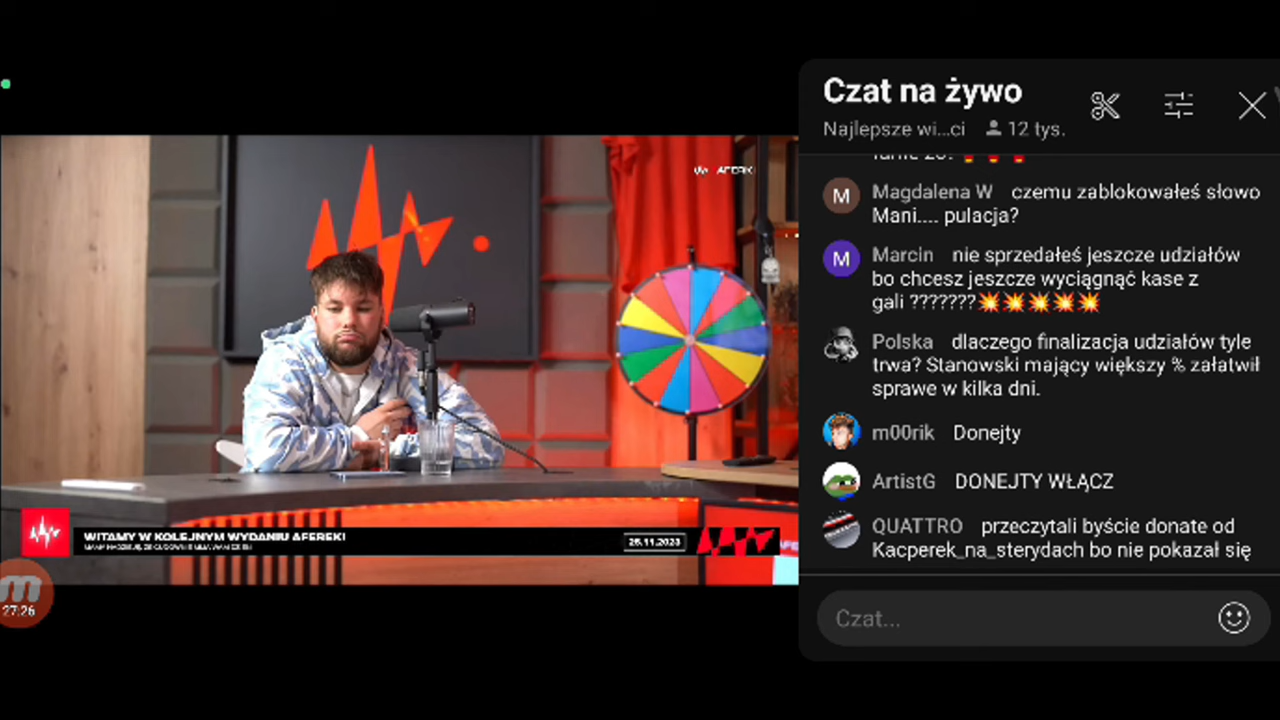 Czat na żywo
Najlepsze wi...ci 12 tys.
Magdalena W czemu zablokowałeś słowo
Mani.... pulacja?
Marcin nie sprzedałeś jeszcze udziałów
bo chcesz jeszcze wyciągnąć kase z
gali ???????
Polska dlaczego finalizacja udziałów tyle
trwa? Stanowski mający większy % załatwił
sprawe w kilka dni.
m00rik Donejty
ArtistG DONEJTY WŁĄCZ
QUATTRO przeczytali byście donate od
Kacperek_na_sterydach bo nie pokazał się
Czat...
AFERKI
WITAMY W KOLEJNYM WYDANIU AFEREK!
25.11.2023
27:26